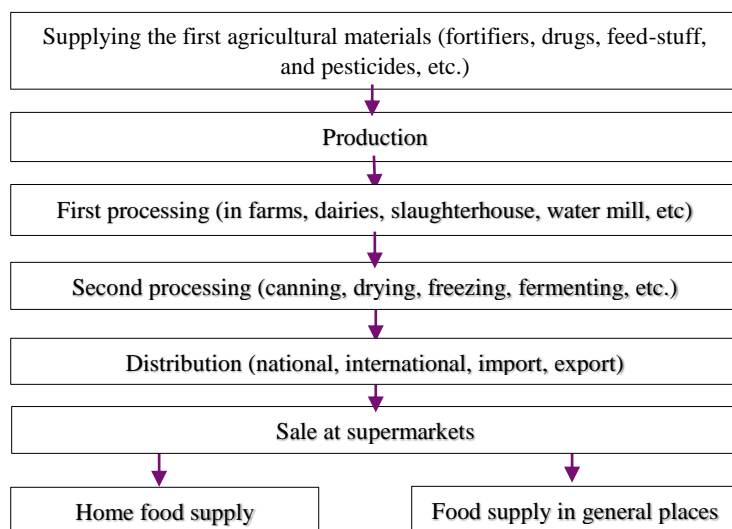 Supplying the first agricultural materials (fortifiers, drugs, feed-stuff,
and pesticides, etc.)
Production
First processing (in farms, dairies, slaughterhouse, water mill, etc)
Second processing (canning, drying, freezing, fermenting, etc.)
Distribution (national, international, import, export)
Sale at supermarkets
Home food supply
Food supply in general places